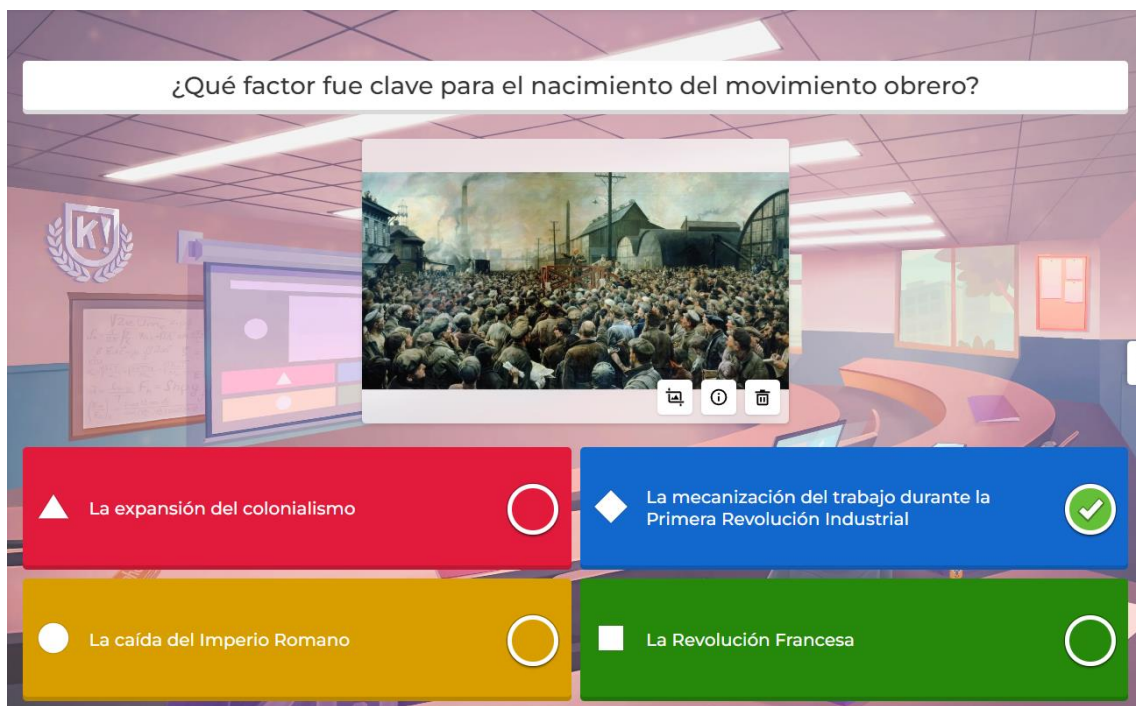 ¿Qué factor fue clave para el nacimiento del movimiento obrero?
K!
La expansión del colonialismo
La mecanización del trabajo durante la
Primera Revolución Industrial
La caída del Imperio Romano
La Revolución Francesa